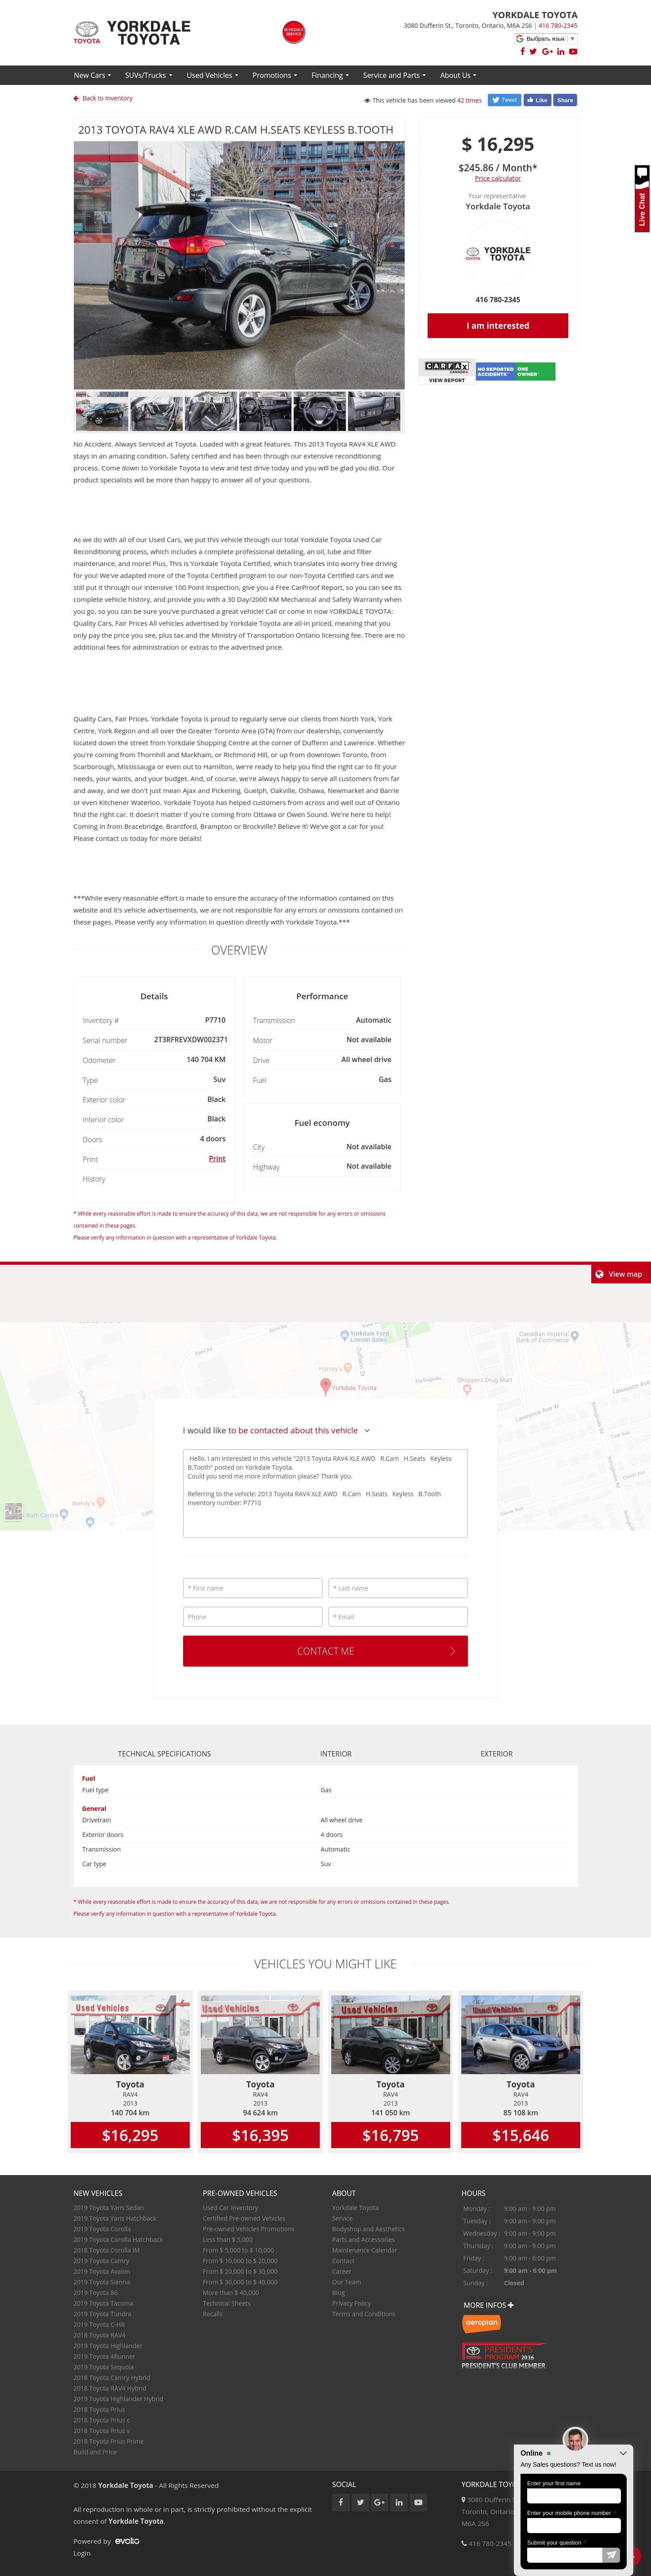 YORKDALE
TOYOTA
TOYOTA
SCHEDULE
SERVICE
YORKDALE TOYOTA
3080 Dufferin St., Toronto, Ontario, M6A 2S6 | 416 780-2345
Выбрать язык ▼
New Cars SUVs/Trucks Used Vehicles Promotions Financing Service and Parts About Us
Back to Inventory
This vehicle has been viewed 42 times
Tweet Like Share
2013 TOYOTA RAV4 XLE AWD R.CAM H.SEATS KEYLESS B.TOOTH
$ 16,295
$245.86 / Month*
Price calculator
Your representative
Yorkdale Toyota
YORKDALE
TOYOTA
TOYOTA
416 780-2345
I am interested
CARFAX
CANADA
VIEW REPORT
NO REPORTED
ACCIDENTS
ONE
OWNER
Live Chat
No Accident. Always Serviced at Toyota. Loaded with a great features. This 2013 Toyota RAV4 XLE AWD
stays in an amazing condition. Safety certified and has been through our extensive reconditioning
process. Come down to Yorkdale Toyota to view and test drive today and you will be glad you did. Our
product specialists will be more than happy to answer all of your questions.
As we do with all of our Used Cars, we put this vehicle through our total Yorkdale Toyota Used Car
Reconditioning process, which includes a complete professional detailing, an oil, lube and filter
maintenance, and more! Plus, This is Yorkdale Toyota Certified, which translates into worry free driving
for you! We've adapted more of the Toyota Certified program to our non-Toyota Certified cars and we
still put it through our intensive 100 Point Inspection, give you a Free CarProof Report, so you can see its
complete vehicle history, and provide you with a 30 Day/2000 KM Mechanical and Safety Warranty when
you go, so you can be sure you've purchased a great vehicle! Call or come in now YORKDALE TOYOTA:
Quality Cars, Fair Prices All vehicles advertised by Yorkdale Toyota are all-in priced, meaning that you
only pay the price you see, plus tax and the Ministry of Transportation Ontario licensing fee. There are no
additional fees for administration or extras to the advertised price.
Quality Cars, Fair Prices. Yorkdale Toyota is proud to regularly serve our clients from North York, York
Centre, York Region and all over the Greater Toronto Area (GTA) from our dealership, conveniently
located down the street from Yorkdale Shopping Centre at the corner of Dufferin and Lawrence. Whether
you're coming from Thornhill and Markham, or Richmond Hill, or up from downtown Toronto, from
Scarborough, Mississauga or even out to Hamilton, we're ready to help you find the right car to fit your
needs, your wants, and your budget. And, of course, we're always happy to serve all customers from far
and away, and we don't just mean Ajax and Pickering, Guelph, Oakville, Oshawa, Newmarket and Barrie
or even Kitchener Waterloo. Yorkdale Toyota has helped customers from across and well out of Ontario
find the right car. It doesn't matter if you're coming from Ottawa or Owen Sound. We're here to help!
Coming in from Bracebridge, Brantford, Brampton or Brockville? Believe it! We've got a car for you!
Please contact us today for more details!
***While every reasonable effort is made to ensure the accuracy of the information contained on this
website and it's vehicle advertisements, we are not responsible for any errors or omissions contained on
these pages. Please verify any information in question directly with Yorkdale Toyota.***
OVERVIEW
Details
Inventory # P7710
Serial number 2T3RFREVXDW002371
Odometer 140 704 KM
Type Suv
Exterior color Black
Interior color Black
Doors 4 doors
Print Print
History
Performance
Transmission Automatic
Motor Not available
Drive All wheel drive
Fuel Gas
Fuel economy
City Not available
Highway Not available
* While every reasonable effort is made to ensure the accuracy of this data, we are not responsible for any errors or omissions
contained in these pages.
Please verify any information in question with a representative of Yorkdale Toyota.
View map
Yorkdale Ford
Lincoln Sales
Canadian Imperial
Bank of Commerce
Harvey's
Shoppers Drug Mart
Yorkdale Toyota
Apex Rd
Dufferin St
Lawrence Ave W
Wendy's
Bath Centre
I would like to be contacted about this vehicle
Hello, I am interested in this vehicle "2013 Toyota RAV4 XLE AWD R.Cam H.Seats Keyless
B.Tooth" posted on Yorkdale Toyota.
Could you send me more information please? Thank you.
Referring to the vehicle: 2013 Toyota RAV4 XLE AWD R.Cam H.Seats Keyless B.Tooth
Inventory number: P7710
* First name * Last name
Phone * Email
CONTACT ME
TECHNICAL SPECIFICATIONS INTERIOR EXTERIOR
Fuel
Fuel type Gas
General
Drivetrain All wheel drive
Exterior doors 4 doors
Transmission Automatic
Car type Suv
* While every reasonable effort is made to ensure the accuracy of this data, we are not responsible for any errors or omissions contained in these pages.
Please verify any information in question with a representative of Yorkdale Toyota.
VEHICLES YOU MIGHT LIKE
Used Vehicles Used Vehicles Used Vehicles Used Vehicles
Toyota Toyota Toyota Toyota
RAV4 RAV4 RAV4 RAV4
2013 2013 2013 2013
140 704 km 94 624 km 141 050 km 85 108 km
$16,295 $16,395 $16,795 $15,646
NEW VEHICLES
2019 Toyota Yaris Sedan
2019 Toyota Yaris Hatchback
2019 Toyota Corolla
2019 Toyota Corolla Hatchback
2018 Toyota Corolla iM
2019 Toyota Camry
2019 Toyota Avalon
2019 Toyota Sienna
2019 Toyota 86
2019 Toyota Tacoma
2019 Toyota Tundra
2019 Toyota C-HR
2018 Toyota RAV4
2019 Toyota Highlander
2019 Toyota 4Runner
2019 Toyota Sequoia
2018 Toyota Camry Hybrid
2018 Toyota RAV4 Hybrid
2019 Toyota Highlander Hybrid
2018 Toyota Prius
2018 Toyota Prius c
2018 Toyota Prius v
2018 Toyota Prius Prime
Build and Price
PRE-OWNED VEHICLES
Used Car Inventory
Certified Pre-owned Vehicles
Pre-owned Vehicles Promotions
Less than $ 5,000
From $ 5,000 to $ 10,000
From $ 10,000 to $ 20,000
From $ 20,000 to $ 30,000
From $ 30,000 to $ 40,000
More than $ 40,000
Technical Sheets
Recalls
ABOUT
Yorkdale Toyota
Service
Bodyshop and Aesthetics
Parts and Accessories
Maintenance Calendar
Contact
Career
Our Team
Blog
Privacy Policy
Terms and Conditions
HOURS
Monday : 9:00 am - 9:00 pm
Tuesday : 9:00 am - 9:00 pm
Wednesday : 9:00 am - 9:00 pm
Thursday : 9:00 am - 9:00 pm
Friday : 9:00 am - 6:00 pm
Saturday : 9:00 am - 6:00 pm
Sunday : Closed
MORE INFOS
aeroplan
PRESIDENT'S
PROGRAM 2016
PRESIDENT'S CLUB MEMBER
© 2018 Yorkdale Toyota - All Rights Reserved
All reproduction in whole or in part, is strictly prohibited without the explicit
consent of Yorkdale Toyota.
Powered by evolio
Login
SOCIAL
YORKDALE TOYO
3080 Dufferin
Toronto, Ontario
M6A 2S6
416 780-2345
Online
Any Sales questions? Text us now!
Enter your first name
Enter your mobile phone number *
Submit your question *